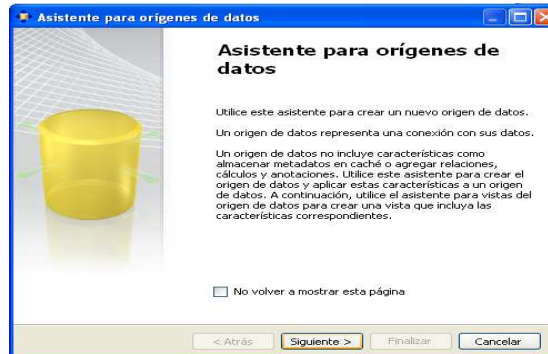 Asistente para orígenes de datos
Asistente para orígenes de
datos
Utilice este asistente para crear un nuevo origen de datos.
Un origen de datos representa una conexión con sus datos.
Un origen de datos no incluye características como
almacenar metadatos en caché o agregar relaciones,
cálculos y anotaciones. Utilice este asistente para crear el
origen de datos y aplicar estas características a un origen
de datos. A continuación, utilice el asistente para vistas del
origen de datos para crear una vista que incluya las
características correspondientes.
No volver a mostrar esta página
< Atrás Siguiente > Finalizar Cancelar